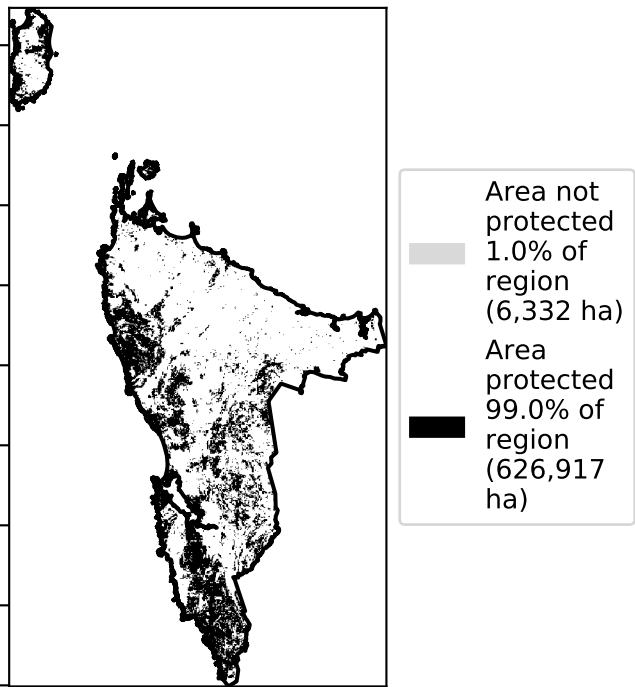 Area not
protected
1.0% of
region
(6,332 ha)
Area
protected
99.0% of
region
(626,917
ha)